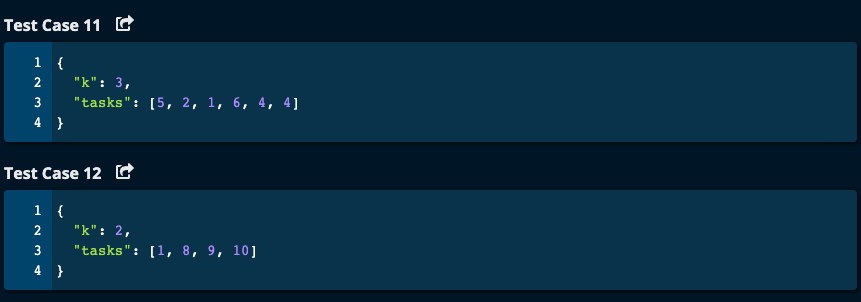 Test Case 11
1 {
2   "k": 3,
3   "tasks": [5, 2, 1, 6, 4, 4]
4 }
Test Case 12
1 {
2   "k": 2,
3   "tasks": [1, 8, 9, 10]
4 }